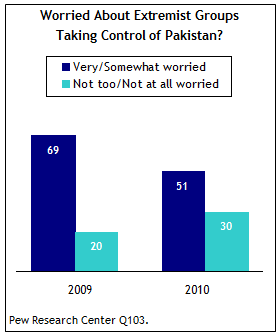 Worried About Extremist Groups
Taking Control of Pakistan?
Very/Somewhat worried
Not too/Not at all worried
69
20
51
30
2009
2010
Pew Research Center Q103.